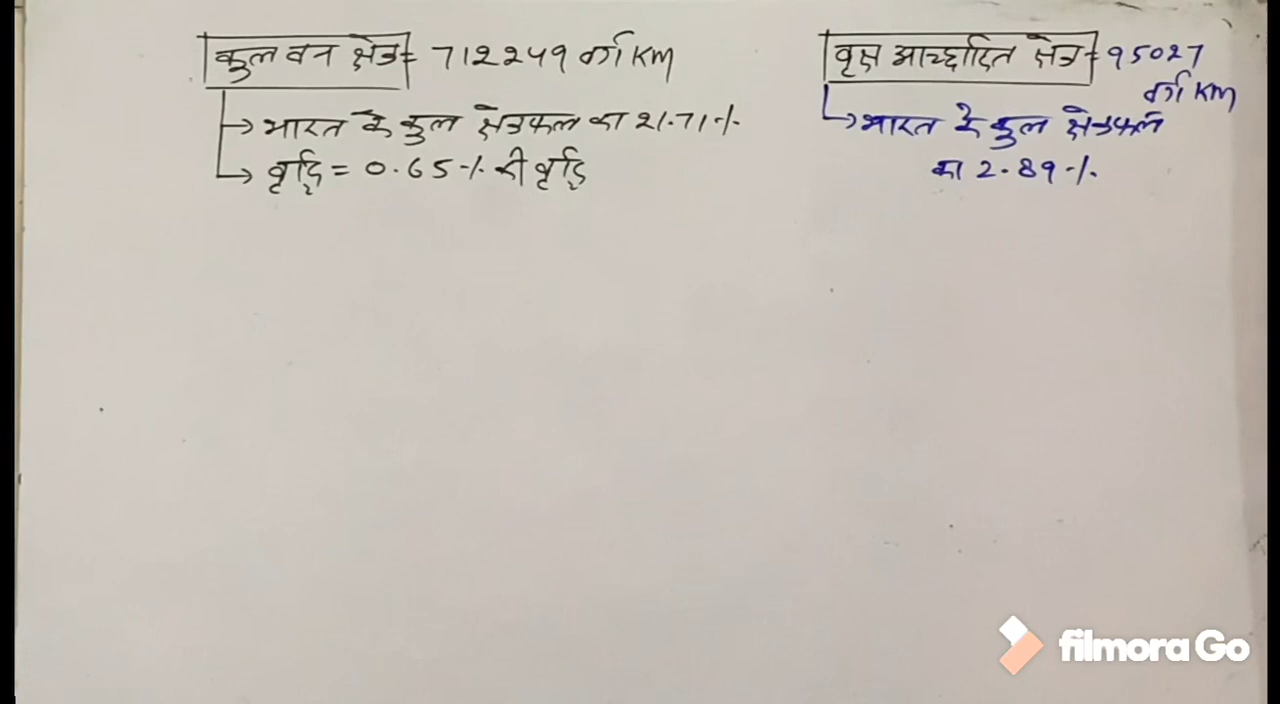 कुल वन क्षेत्र = 712249 वर्ग KM
→ भारत के कुल क्षेत्रफल का 21.71%
→ वृद्धि = 0.65% की वृद्धि
वृक्ष आच्छादित क्षेत्र = 95027
वर्ग KM
→ भारत के कुल क्षेत्रफल
का 2.89%
filmora Go